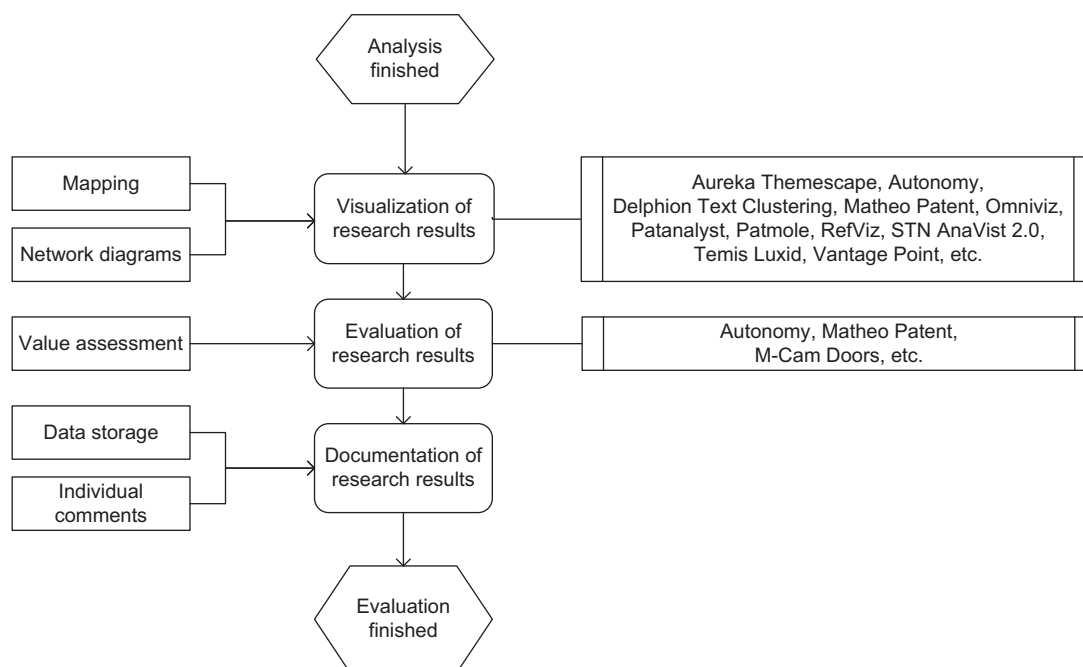 Analysis
finished
Mapping
Network diagrams
Visualization of
research results
Aureka Themescape, Autonomy,
Delphion Text Clustering, Matheo Patent, Omniviz,
Patanalyst, Patmole, RefViz, STN AnaVist 2.0,
Temis Luxid, Vantage Point, etc.
Value assessment
Evaluation of
research results
Autonomy, Matheo Patent,
M-Cam Doors, etc.
Data storage
Individual
comments
Documentation of
research results
Evaluation
finished